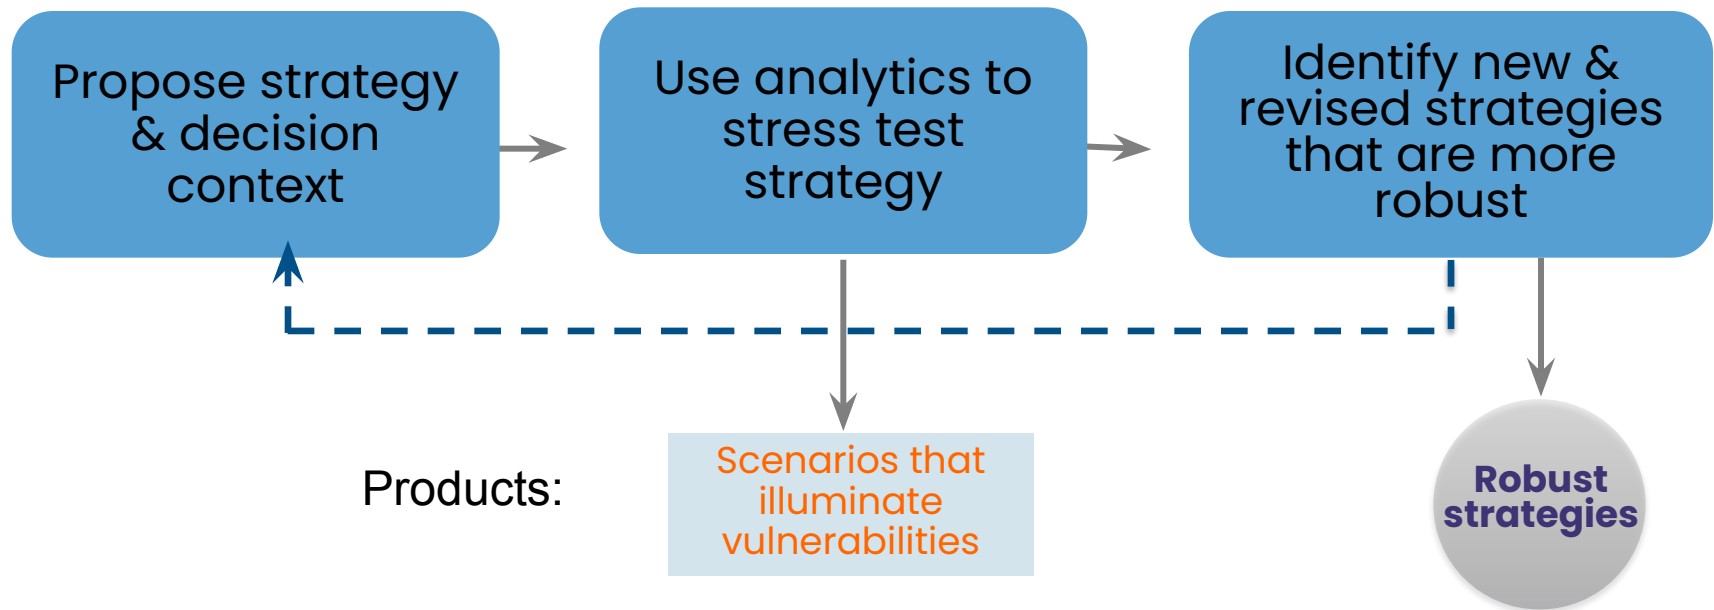 Propose strategy
& decision
context
Use analytics to
stress test
strategy
Identify new &
revised strategies
that are more
robust
Products:
Scenarios that
illuminate
vulnerabilities
Robust
strategies